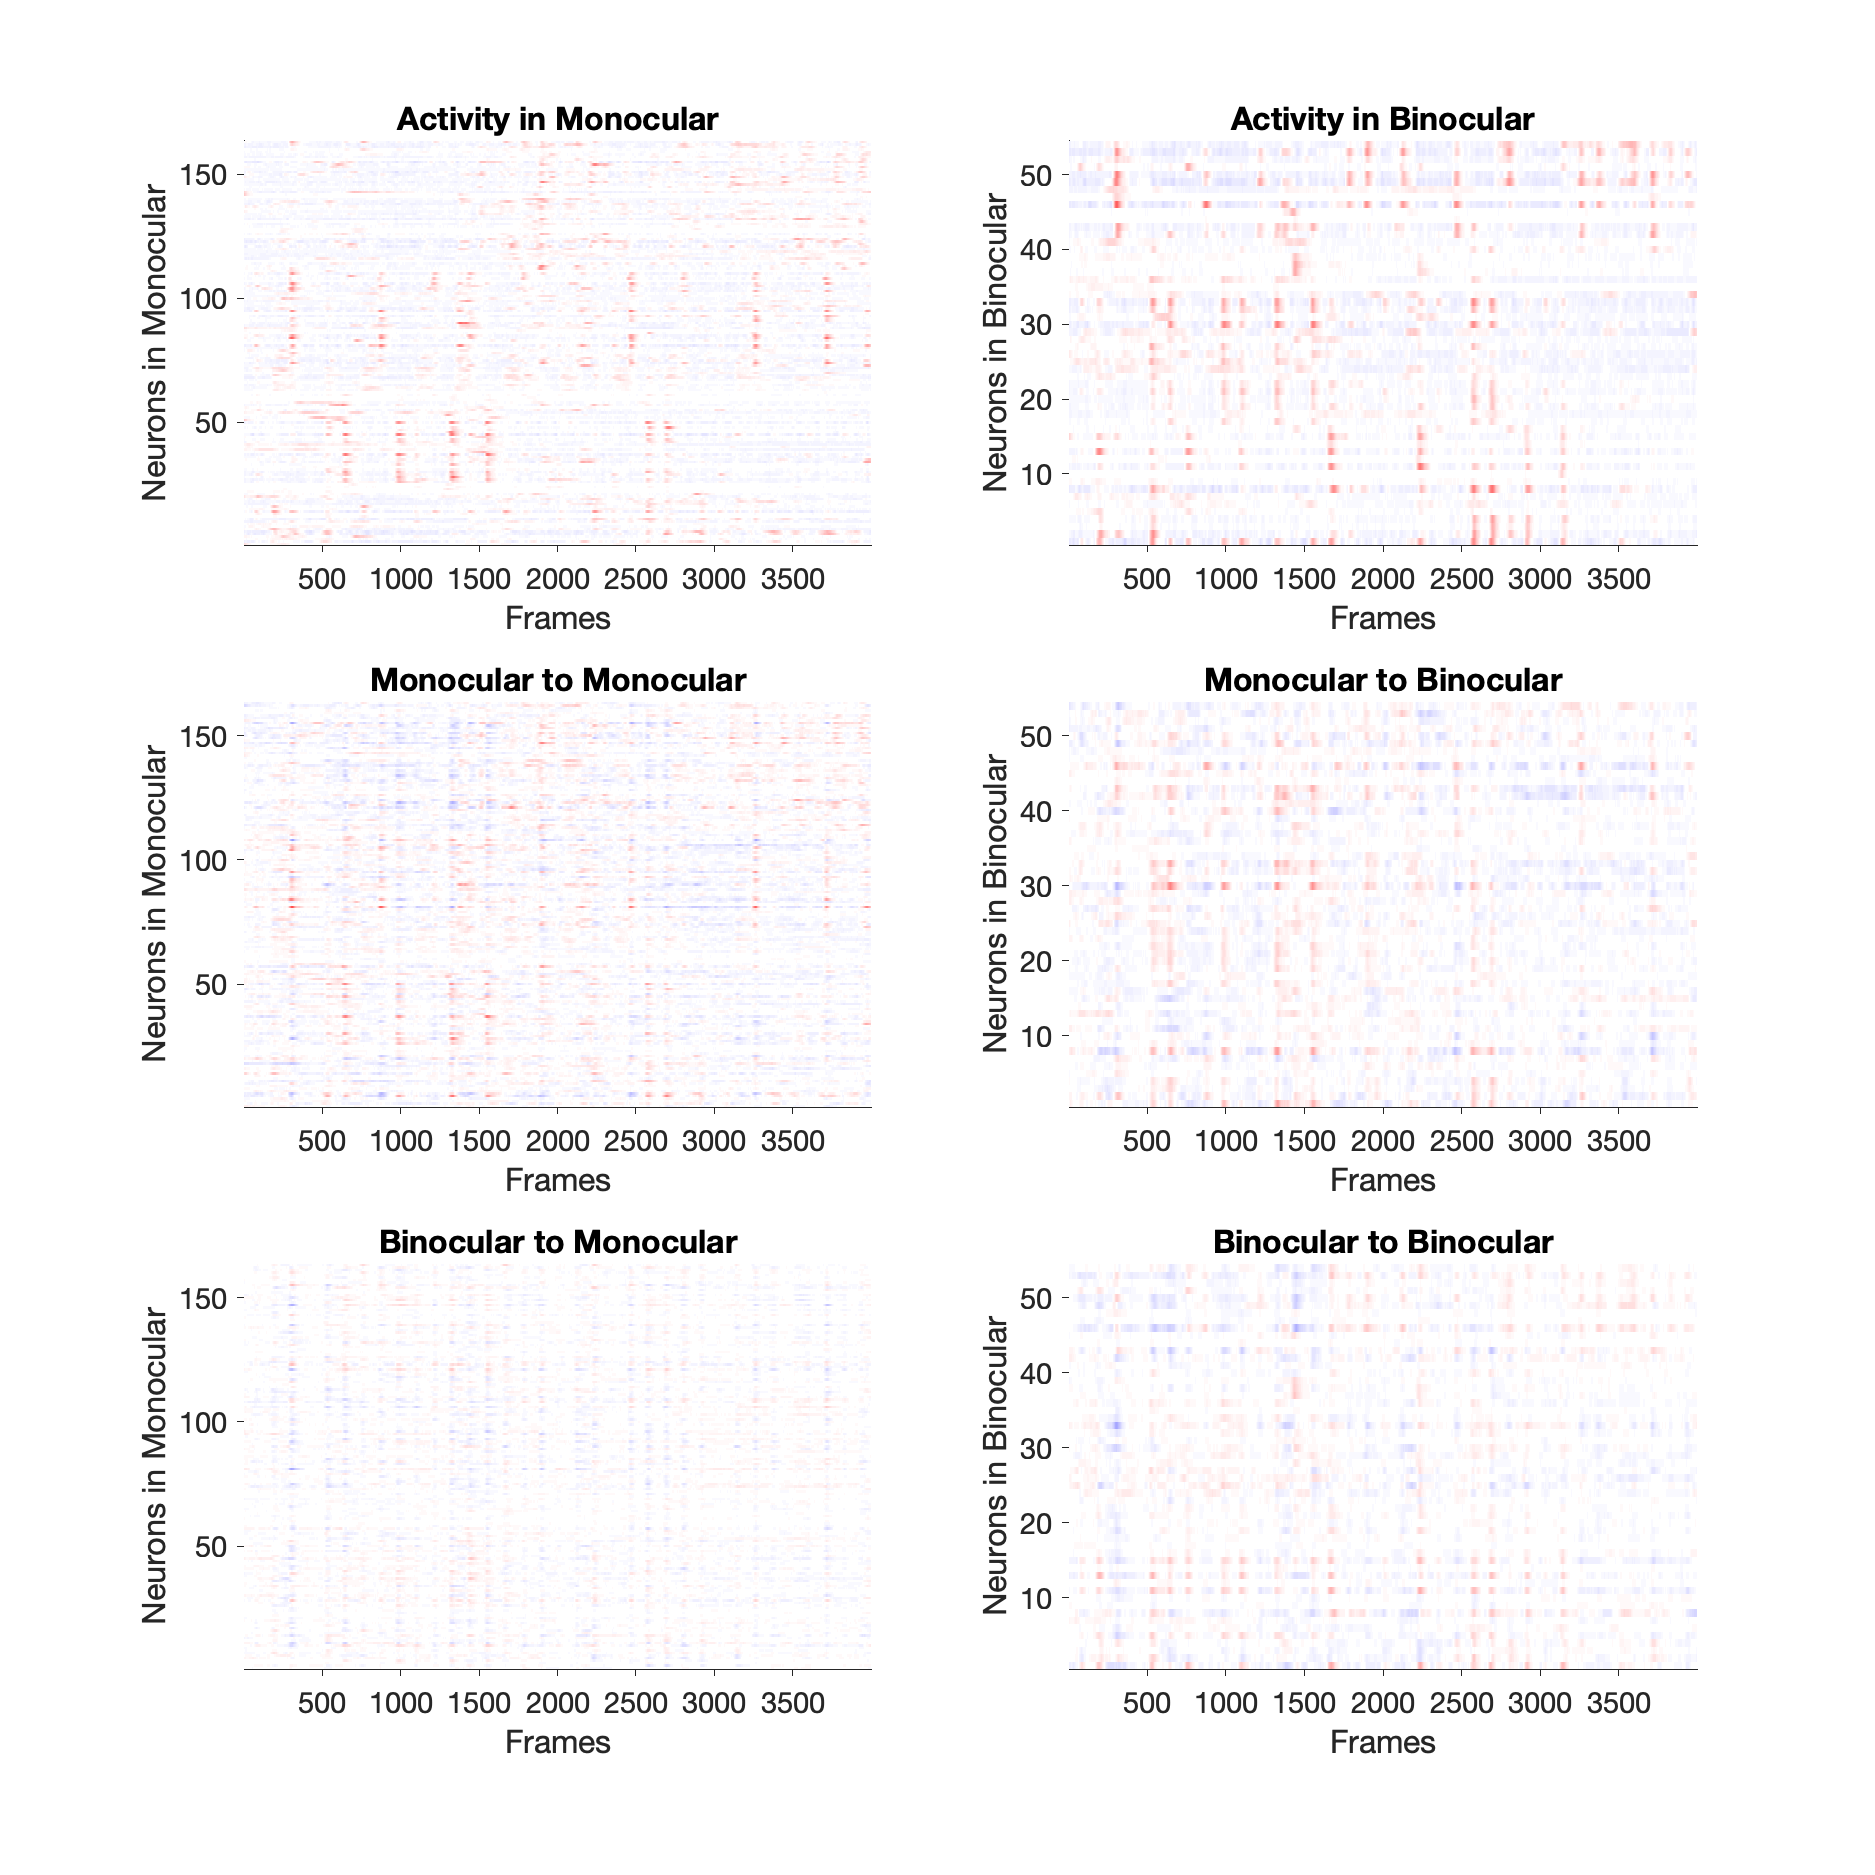 Activity in Monocular
Neurons in Monocular
150
100
50
500 1000 1500 2000 2500 3000 3500
Frames
Activity in Binocular
Neurons in Binocular
50
40
30
20
10
500 1000 1500 2000 2500 3000 3500
Frames
Monocular to Monocular
Neurons in Monocular
150
100
50
500 1000 1500 2000 2500 3000 3500
Frames
Monocular to Binocular
Neurons in Binocular
50
40
30
20
10
500 1000 1500 2000 2500 3000 3500
Frames
Binocular to Monocular
Neurons in Monocular
150
100
50
500 1000 1500 2000 2500 3000 3500
Frames
Binocular to Binocular
Neurons in Binocular
50
40
30
20
10
500 1000 1500 2000 2500 3000 3500
Frames